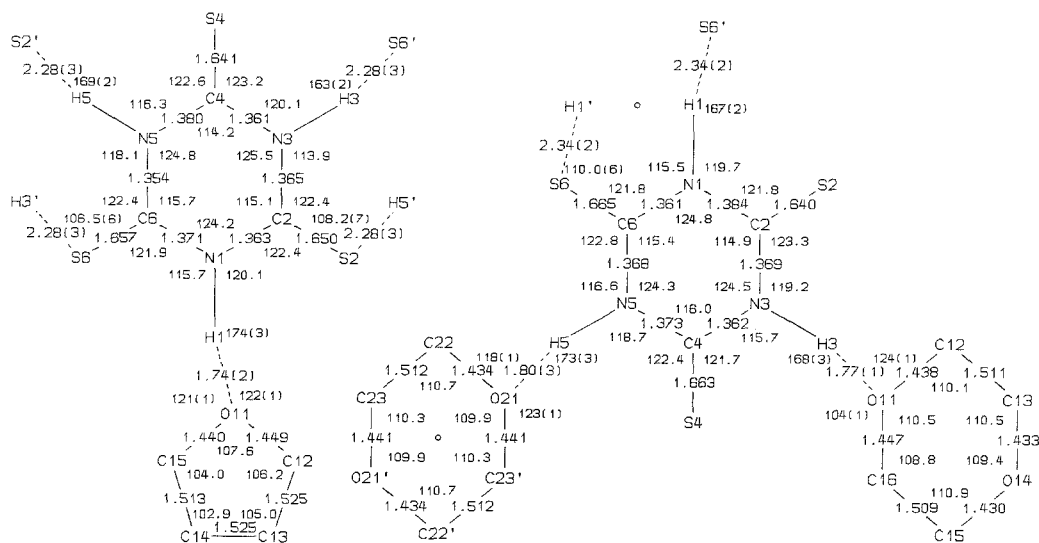 S4
S2' S6'
1.641
2.28(3) 2.28(3)
169(2) 122.6 123.2 163(2)
H5 C4 H3
116.3 120.1
1.380 1.361
114.2
N5 N3
118.1 124.8 125.5 113.9
1.354 1.365
H3' 122.4 115.7 115.1 122.4 H5'
106.5(6) C6 124.2 C2 108.2(7)
2.28(3) 1.657 1.371 1.363 1.650 2.28(3)
S6 121.9 N1 122.4 S2
115.7 120.1
H1 174(3)
1.74(2)
121(1) 122(1)
O11
1.440 1.449
107.6
C15 C12
104.0 106.2
1.513 1.525
102.9 105.0
1.525
C14 C13
S6'
2.34(2)
H1' H1 167(2)
2.34(2)
110.0(6) 115.5 119.7
S6 121.8 N1 121.8 S2
1.665 1.361 1.384 1.640
C6 124.8 C2
122.8 115.4 114.9 123.3
1.368 1.369
116.6 124.3 124.5 119.2
N5 116.0 N3
H5 1.373 1.362 H3
118.7 C4 115.7
173(3) 122.4 121.7 168(3)
1.663
S4
C22
118(1)
1.512 1.434 1.80(3)
110.7
C23 O21
110.3 109.9 123(1)
1.441 1.441
109.9 110.3
O21' C23'
110.7
1.434 1.512
C22'
C12
124(1)
1.77(1) 1.438 1.511
110.1
O11 C13
104(1) 110.5 110.5
1.447 1.433
108.8 109.4
C16 O14
110.9
1.509 1.430
C15